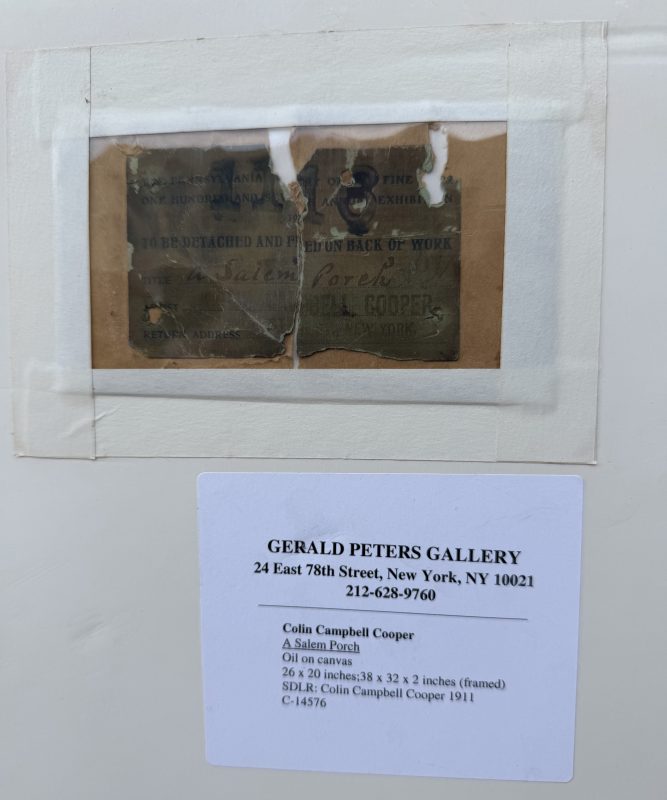 PENNSYLVANIA OF FINE
ONE HUNDRED AND EXHIBITION
TO BE DETACHED AND ON BACK OF WORK
TITLE A Salem Porch
COOPER
RETURN ADDRESS NEW YORK
GERALD PETERS GALLERY
24 East 78th Street, New York, NY 10021
212-628-9760
Colin Campbell Cooper
A Salem Porch
Oil on canvas
26 x 20 inches;38 x 32 x 2 inches (framed)
SDLR: Colin Campbell Cooper 1911
C-14576